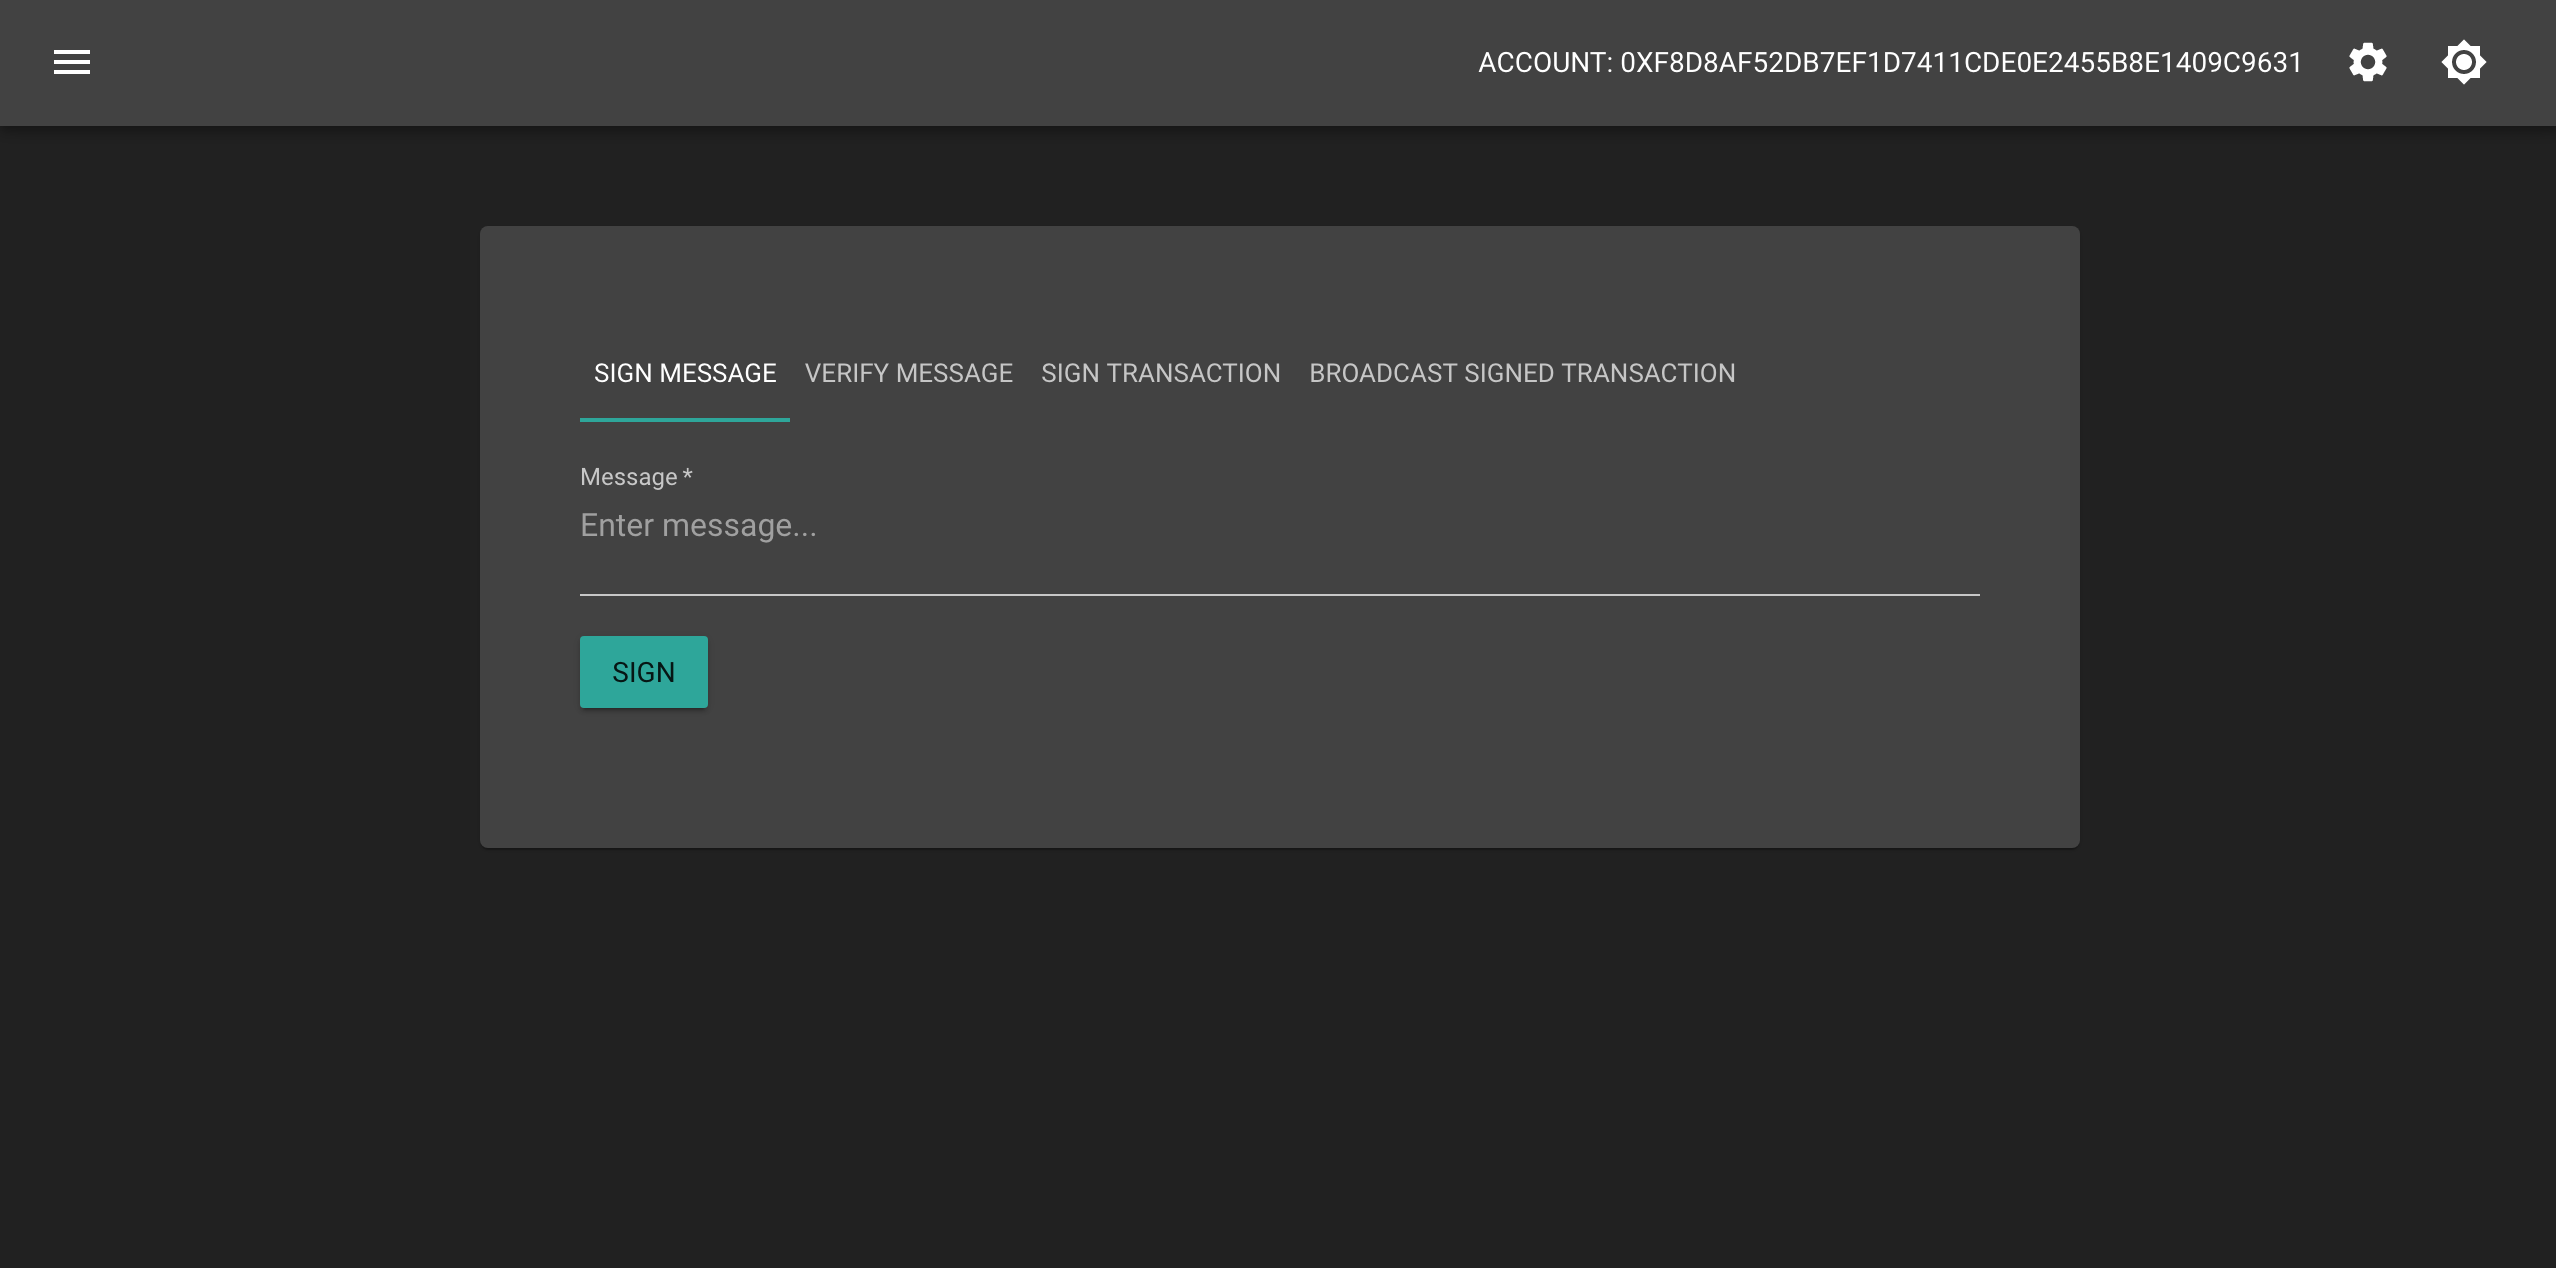 ACCOUNT: 0XF8D8AF52DB7EF1D7411CDE0E2455B8E1409C9631
SIGN MESSAGE VERIFY MESSAGE SIGN TRANSACTION BROADCAST SIGNED TRANSACTION
Message *
Enter message...
SIGN